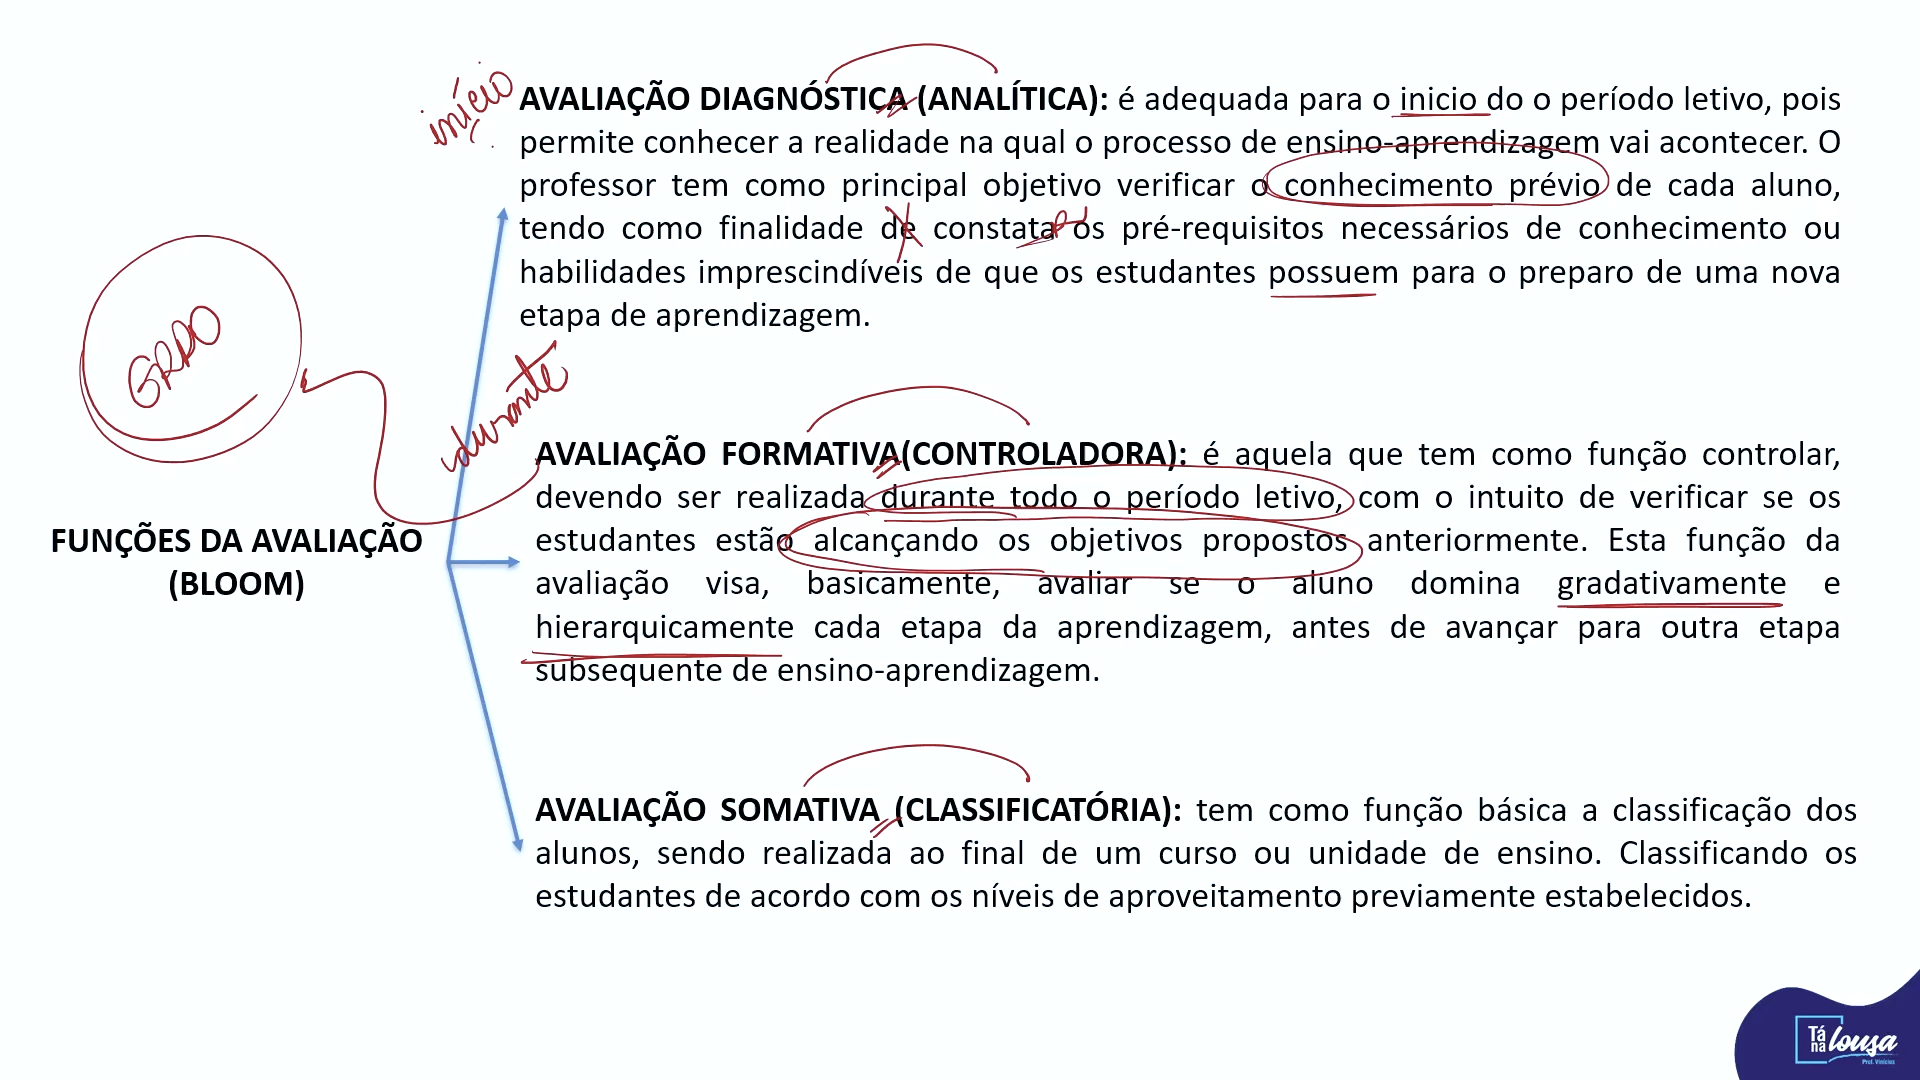 início
AVALIAÇÃO DIAGNÓSTICA (ANALÍTICA): é adequada para o inicio do o período letivo, pois
permite conhecer a realidade na qual o processo de ensino-aprendizagem vai acontecer. O
professor tem como principal objetivo verificar o conhecimento prévio de cada aluno,
tendo como finalidade de constatar os pré-requisitos necessários de conhecimento ou
habilidades imprescindíveis de que os estudantes possuem para o preparo de uma nova
etapa de aprendizagem.
durante
AVALIAÇÃO FORMATIVA(CONTROLADORA): é aquela que tem como função controlar,
devendo ser realizada durante todo o período letivo, com o intuito de verificar se os
estudantes estão alcançando os objetivos propostos anteriormente. Esta função da
avaliação visa, basicamente, avaliar se o aluno domina gradativamente e
hierarquicamente cada etapa da aprendizagem, antes de avançar para outra etapa
subsequente de ensino-aprendizagem.
FUNÇÕES DA AVALIAÇÃO
(BLOOM)
AVALIAÇÃO SOMATIVA (CLASSIFICATÓRIA): tem como função básica a classificação dos
alunos, sendo realizada ao final de um curso ou unidade de ensino. Classificando os
estudantes de acordo com os níveis de aproveitamento previamente estabelecidos.
Tá
na lousa
Prof. Vinícius